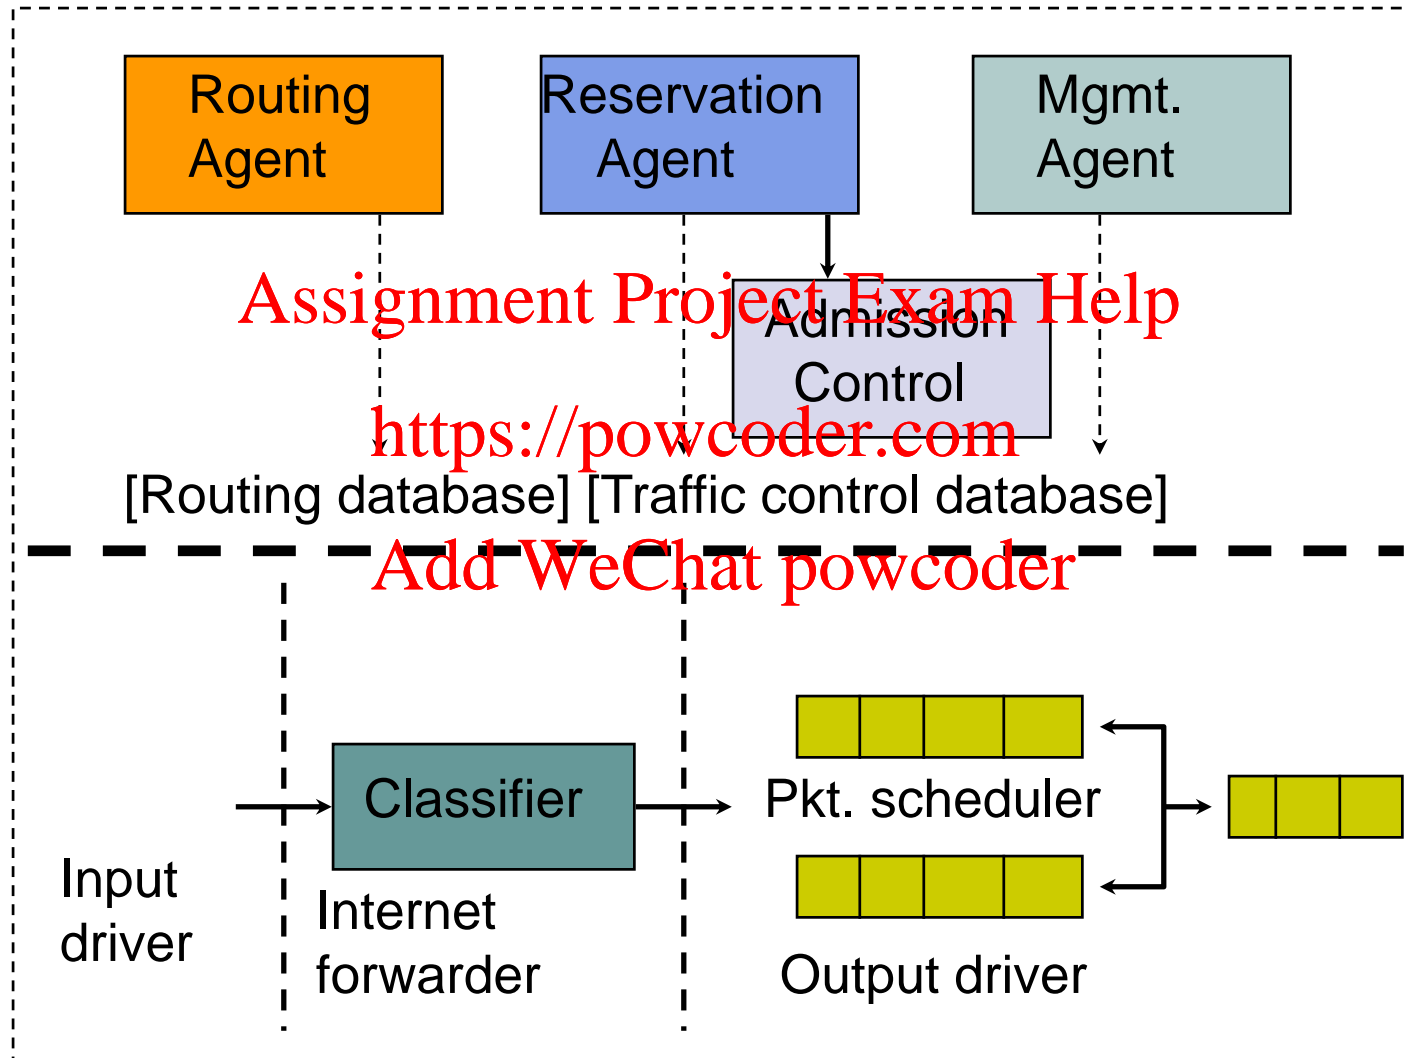 Routing
Agent
Reservation
Agent
Mgmt.
Agent
Assignment Project Exam Help
Admission
Control
https://powcoder.com
[Routing database] [Traffic control database]
Add WeChat powcoder
Classifier
Pkt. scheduler
Input
driver
Internet
forwarder
Output driver